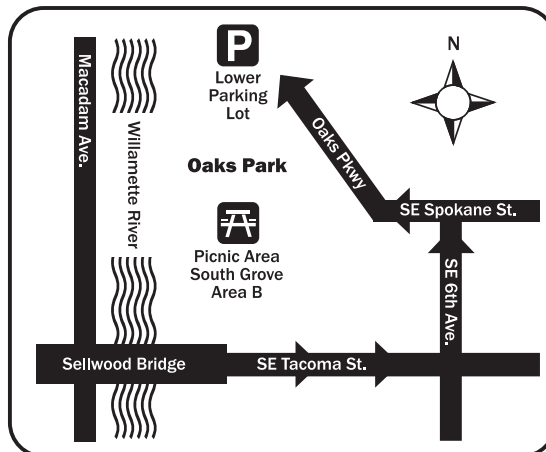 N
P
Lower
Parking
Lot
Macadam Ave.
Willamette River
Oaks Pkwy
Oaks Park
SE Spokane St.
Picnic Area
South Grove
Area B
SE 6th Ave.
Sellwood Bridge
SE Tacoma St.